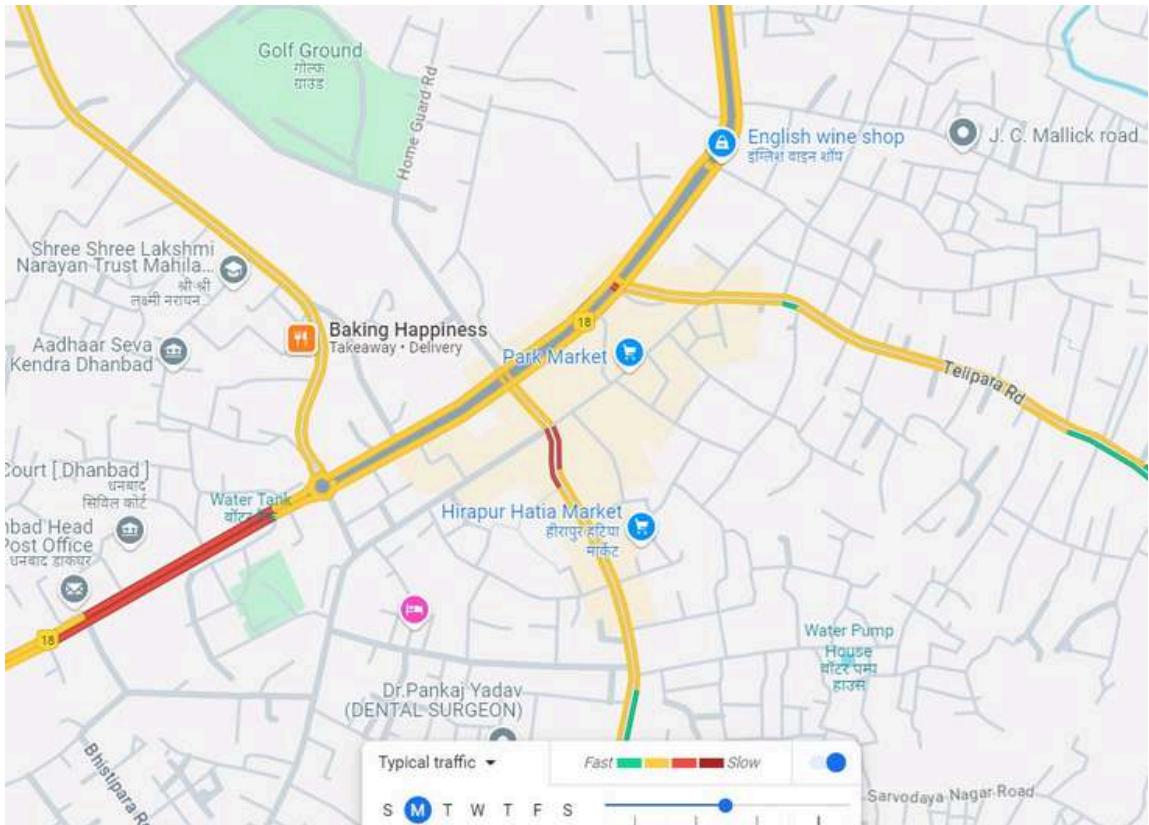 Golf Ground
गोल्फ
ग्राउंड
Home Guard Rd
English wine shop
इंग्लिश वाइन शॉप
J. C. Mallick road
Shree Shree Lakshmi
Narayan Trust Mahila...
श्री श्री
लक्ष्मी नरायन...
18
Baking Happiness
Takeaway • Delivery
Park Market
Aadhaar Seva
Kendra Dhanbad
Telipara Rd
Court [ Dhanbad ]
धनबाद
सिविल कोर्ट
Water Tank
वॉटर
Hirapur Hatia Market
हीरापुर हटिया
मार्केट
nbad Head
Post Office
धनबाद डाकघर
18
Water Pump
House
वॉटर पम्प
हाउस
Dr.Pankaj Yadav
(DENTAL SURGEON)
Bhistipara
Typical traffic
Fast Slow
S M T W T F S
Sarvodaya Nagar Road